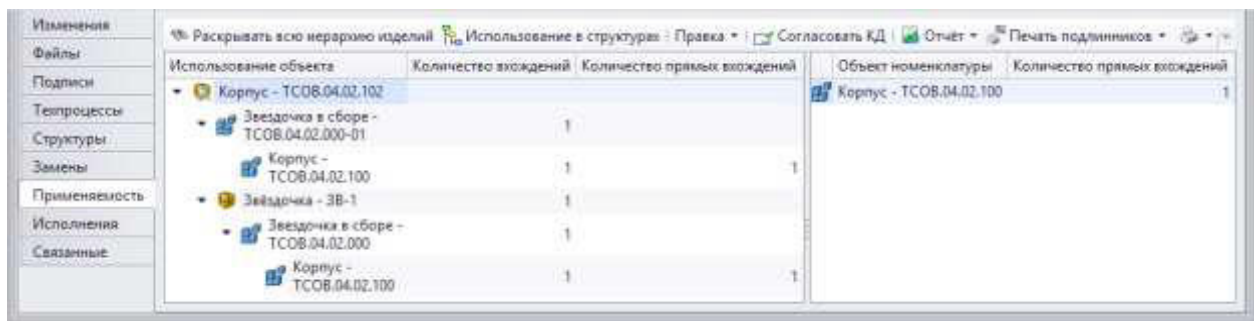 Изменения
Файлы
Подписи
Техпроцессы
Структуры
Замены
Применяемость
Исполнения
Связанные
Раскрывать всю иерархию изделий Использование в структурах Правка Согласовать КД Отчёт Печать подлинников
Использование объекта Количество вхождений Количество прямых вхождений
Корпус - ТСОВ.04.02.102
Звездочка в сборе - 1
ТСОВ.04.02.000-01
Корпус - 1 1
ТСОВ.04.02.100
Звёздочка - ЗВ-1 1
Звездочка в сборе - 1
ТСОВ.04.02.000
Корпус - 1 1
ТСОВ.04.02.100
Объект номенклатуры Количество прямых вхождений
Корпус - ТСОВ.04.02.100 1